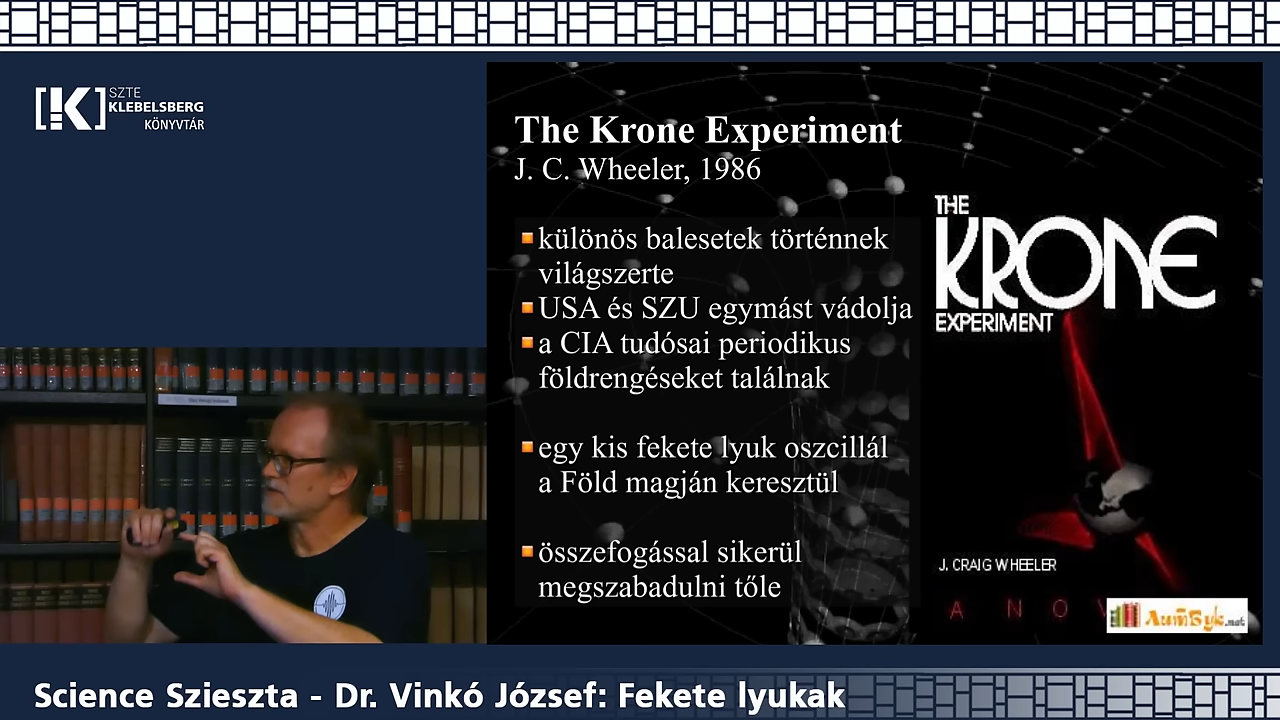 SZTE
KLEBELSBERG
KÖNYVTÁR
The Krone Experiment
J. C. Wheeler, 1986
különös balesetek történnek
világszerte
USA és SZU egymást vádolja
a CIA tudósai periodikus
földrengéseket találnak
egy kis fekete lyuk oszcillál
a Föld magján keresztül
összefogással sikerül
megszabadulni tőle
THE
KRONE
EXPERIMENT
J. CRAIG WHEELER
A NOV
ЛитБук.net
Science Szieszta - Dr. Vinkó József: Fekete lyukak